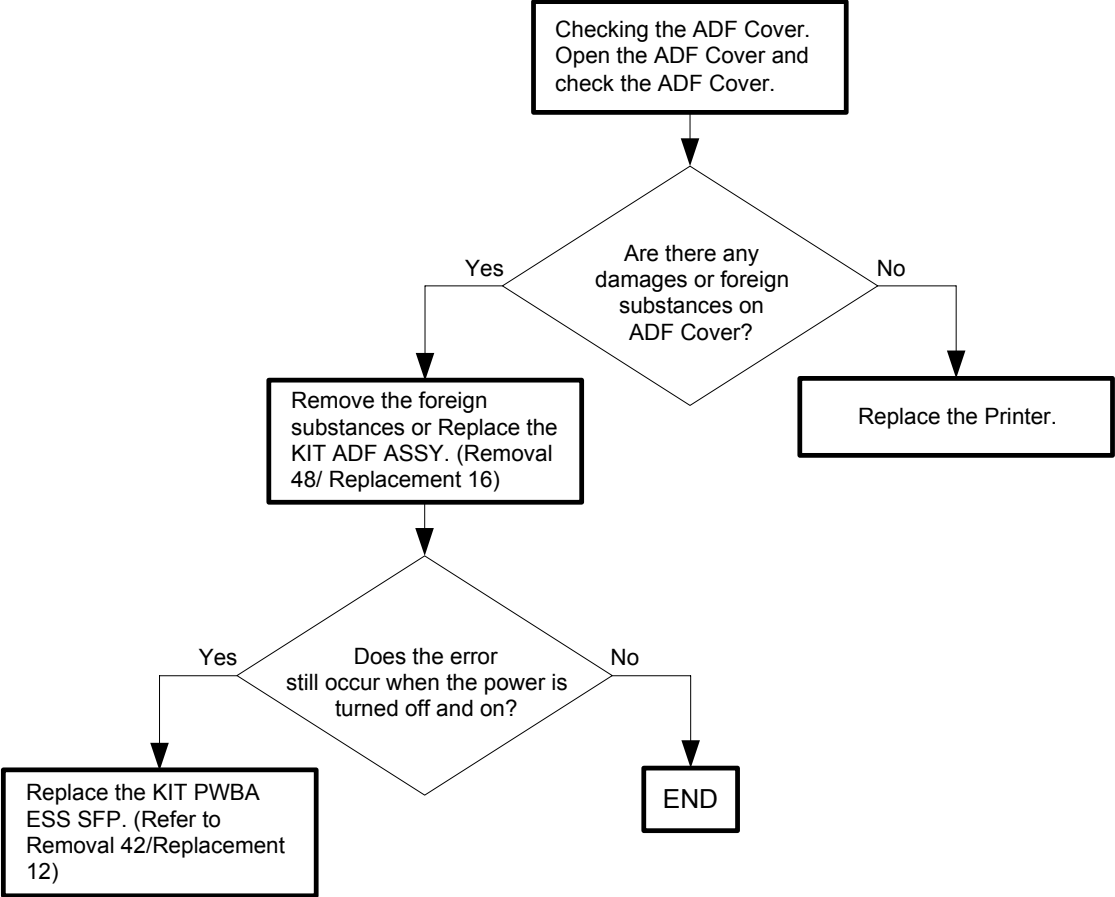 Checking the ADF Cover.
Open the ADF Cover and
check the ADF Cover.
Are there any
damages or foreign
substances on
ADF Cover?
Yes
No
Remove the foreign
substances or Replace the
KIT ADF ASSY. (Removal
48/ Replacement 16)
Replace the Printer.
Does the error
still occur when the power is
turned off and on?
Yes
No
Replace the KIT PWBA
ESS SFP. (Refer to
Removal 42/Replacement
12)
END